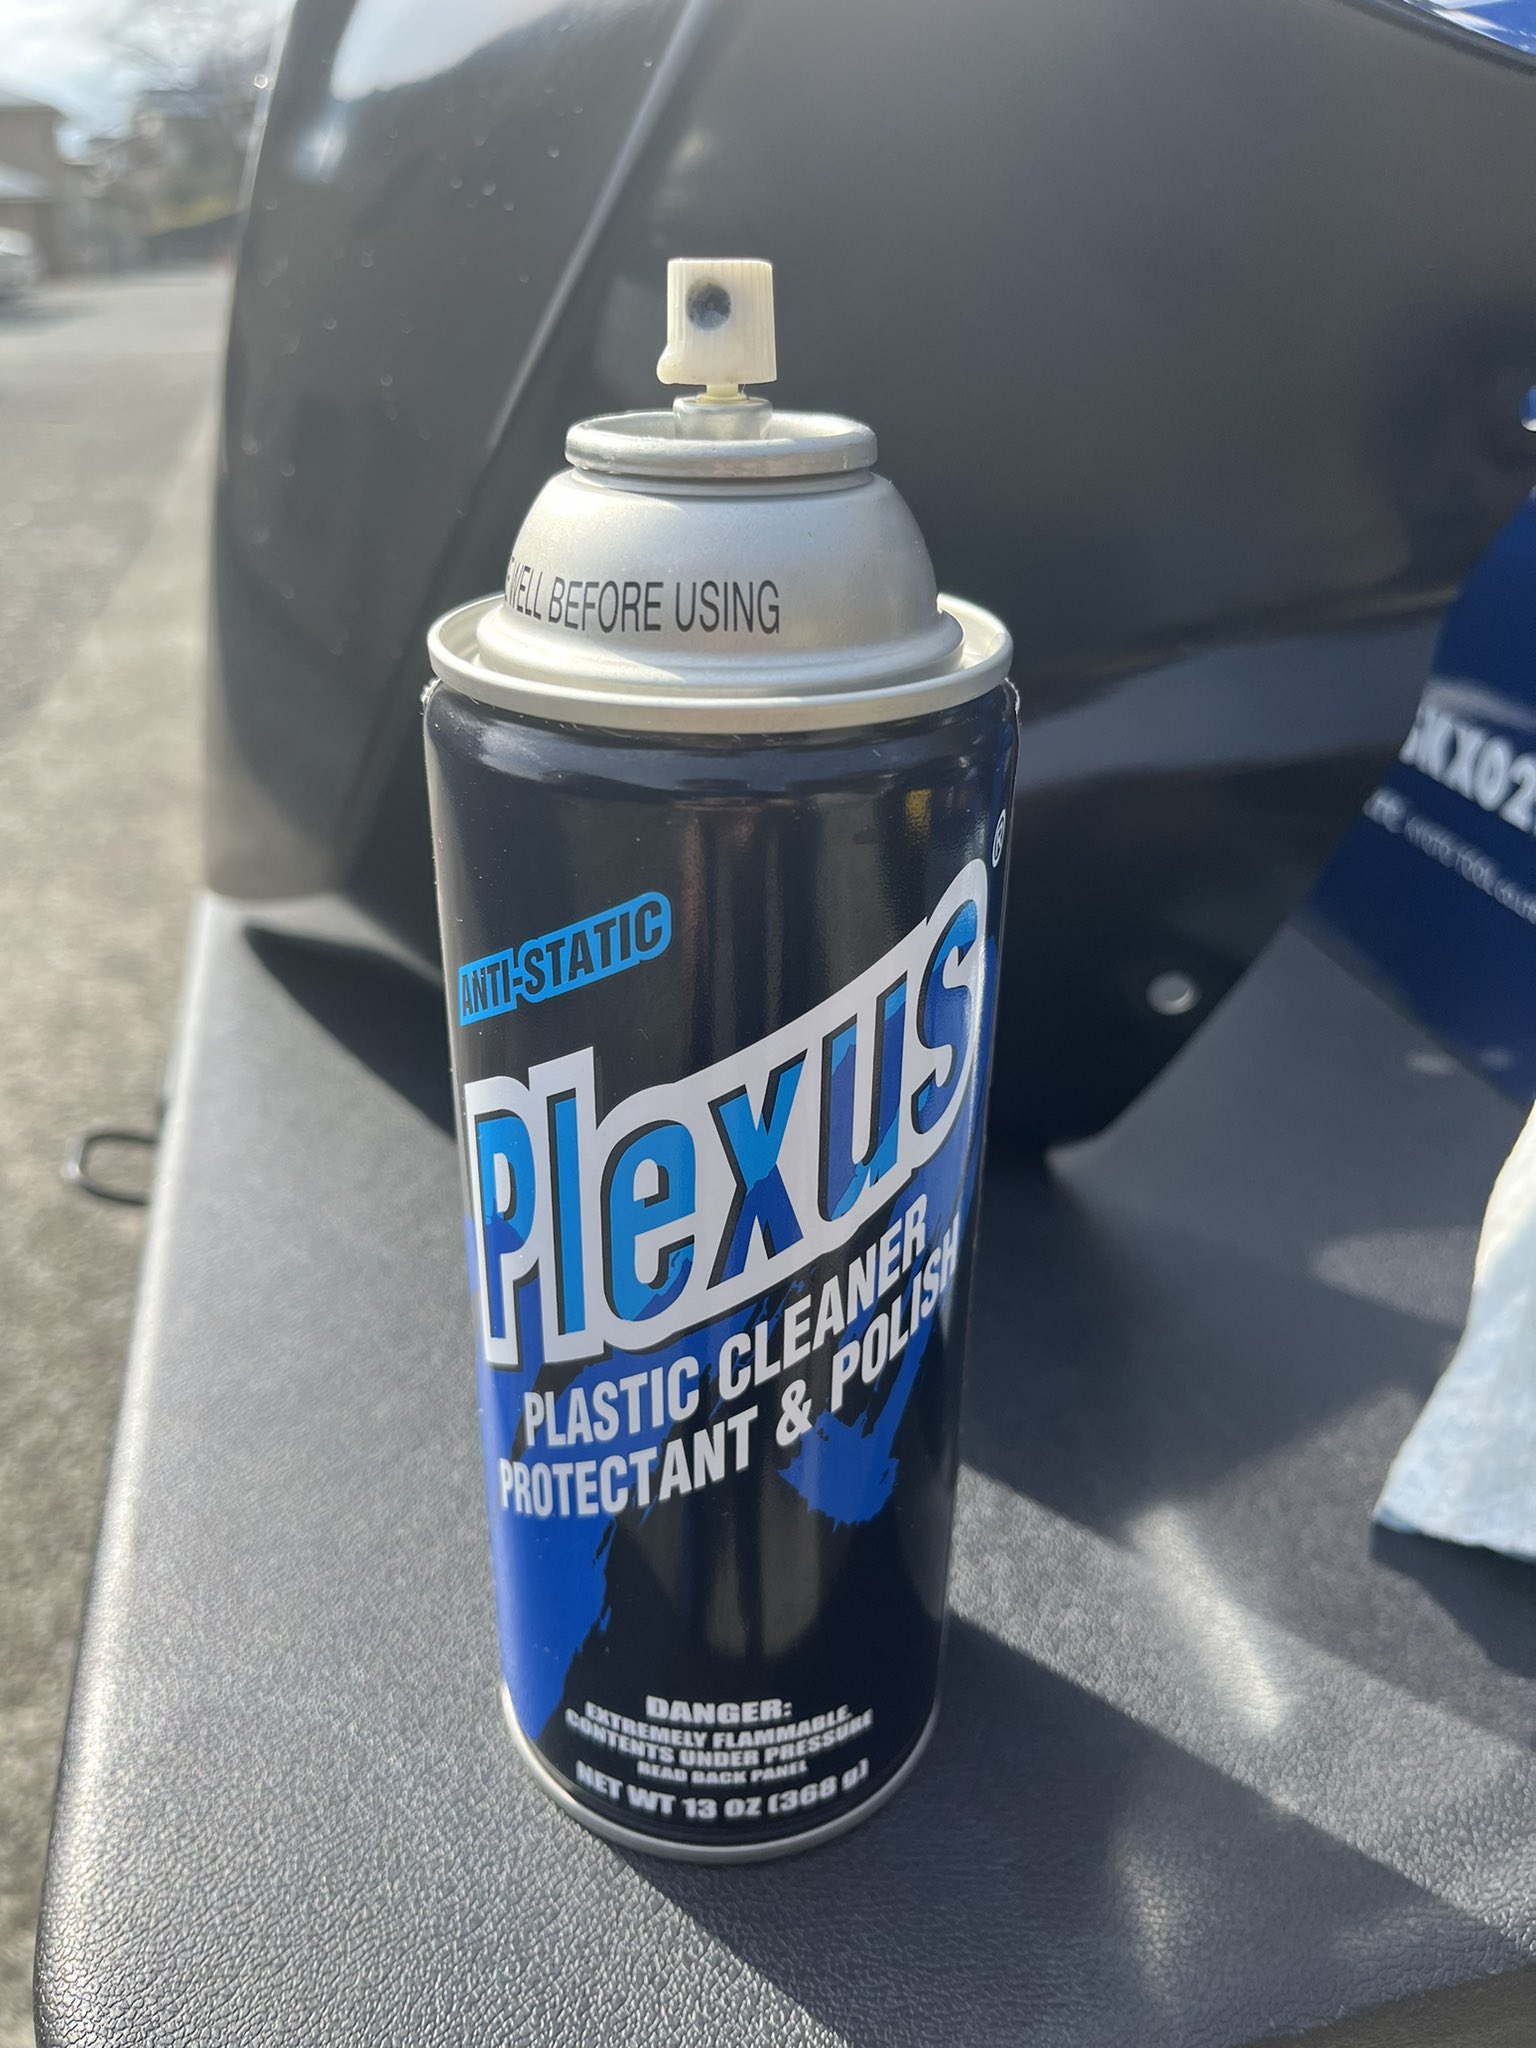 WELL BEFORE USING
ANTI-STATIC
Plexus®
PLASTIC CLEANER
PROTECTANT & POLISH
DANGER:
EXTREMELY FLAMMABLE.
CONTENTS UNDER PRESSURE
READ BACK PANEL
NET WT 13 OZ (368 g)
KX02